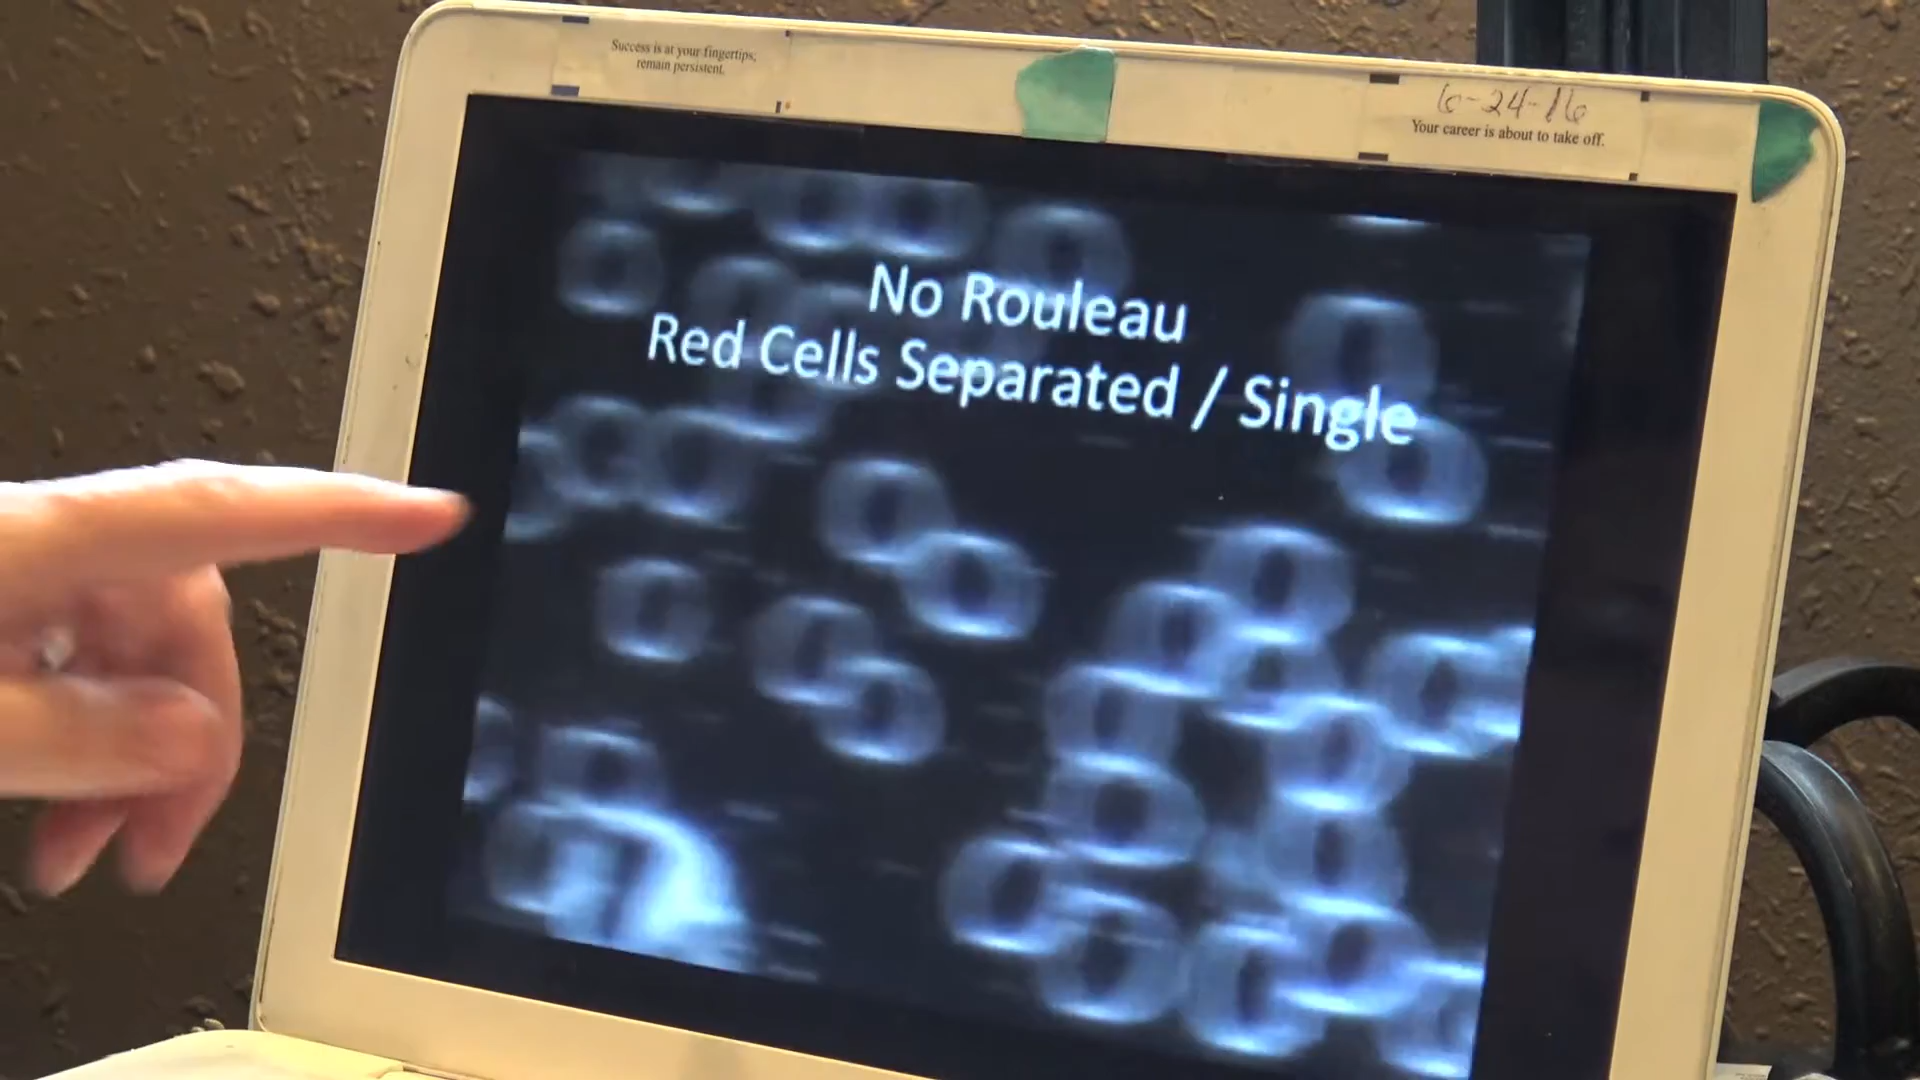 Success is at your fingertips;
remain persistent.
6-24-16
Your career is about to take off.
No Rouleau
Red Cells Separated / Single